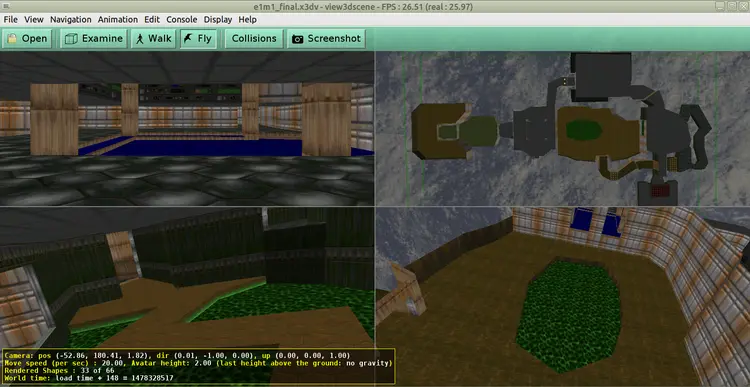 e1m1_final.x3dv - view3dscene - FPS : 26.51 (real : 25.97)
File View Navigation Animation Edit Console Display Help
Open Examine Walk Fly Collisions Screenshot
Camera: pos (-52.86, 180.41, 1.82), dir (0.01, -1.00, 0.00), up (0.00, 0.00, 1.00)
Move speed (per sec) : 20.00, Avatar height: 2.00 (last height above the ground: no gravity)
Rendered Shapes : 33 of 66
World time: load time + 148 = 1478328517